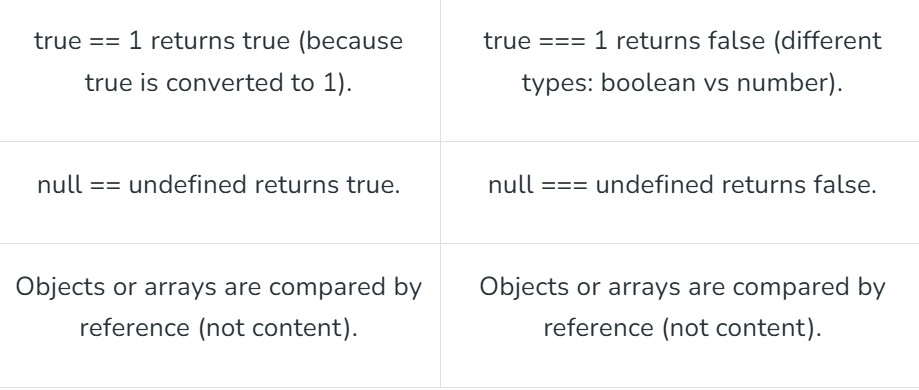 true == 1 returns true (because
true is converted to 1).
true === 1 returns false (different
types: boolean vs number).
null == undefined returns true.
null === undefined returns false.
Objects or arrays are compared by
reference (not content).
Objects or arrays are compared by
reference (not content).